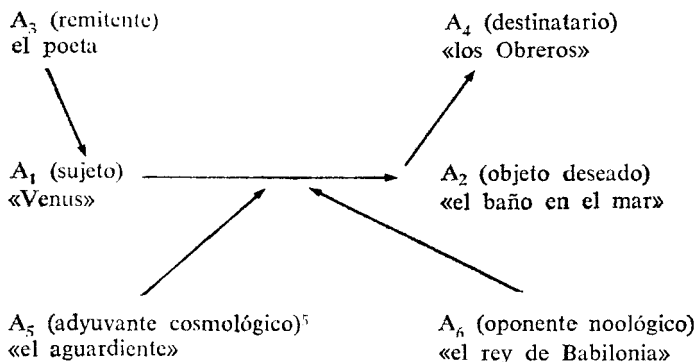 A₃ (remitente)
el poeta
A₄ (destinatario)
«los Obreros»
A₁ (sujeto)
«Venus»
A₂ (objeto deseado)
«el baño en el mar»
A₅ (adyuvante cosmológico)⁵
«el aguardiente»
A₆ (oponente noológico)
«el rey de Babilonia»